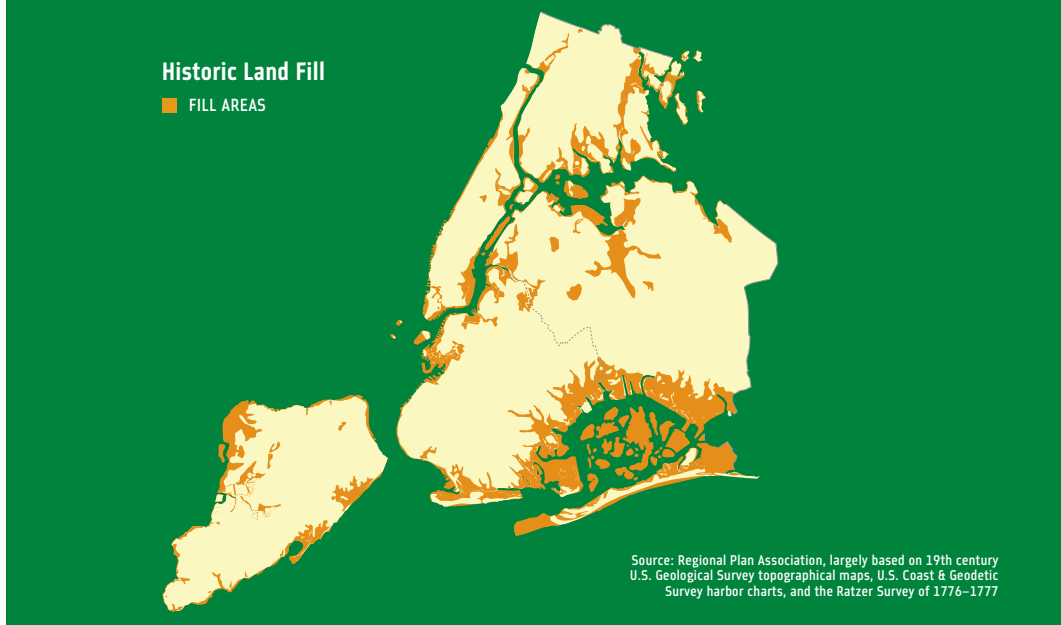 Historic Land Fill
FILL AREAS
Source: Regional Plan Association, largely based on 19th century
U.S. Geological Survey topographical maps, U.S. Coast & Geodetic
Survey harbor charts, and the Ratzer Survey of 1776–1777